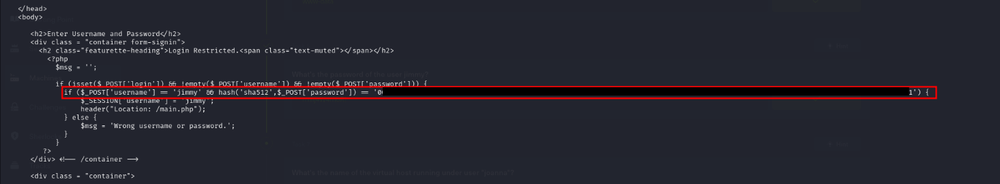 </head>
<body>
<h2>Enter Username and Password</h2>
<div class = "container form-signin">
<h2 class="featurette-heading">Login Restricted.<span class="text-muted"></span></h2>
<?php
$msg = '';
if (isset($_POST['login']) && !empty($_POST['username']) && !empty($_POST['password'])) {
if ($_POST['username'] == 'jimmy' && hash('sha512',$_POST['password']) == '0 1') {
$_SESSION['username'] = 'jimmy';
header("Location: /main.php");
} else {
$msg = 'Wrong username or password.';
}
}
?>
</div> <!-- /container -->
<div class = "container">
What's the password of the user jimmy?
What's the name of the virtual host running under user "joanna"?